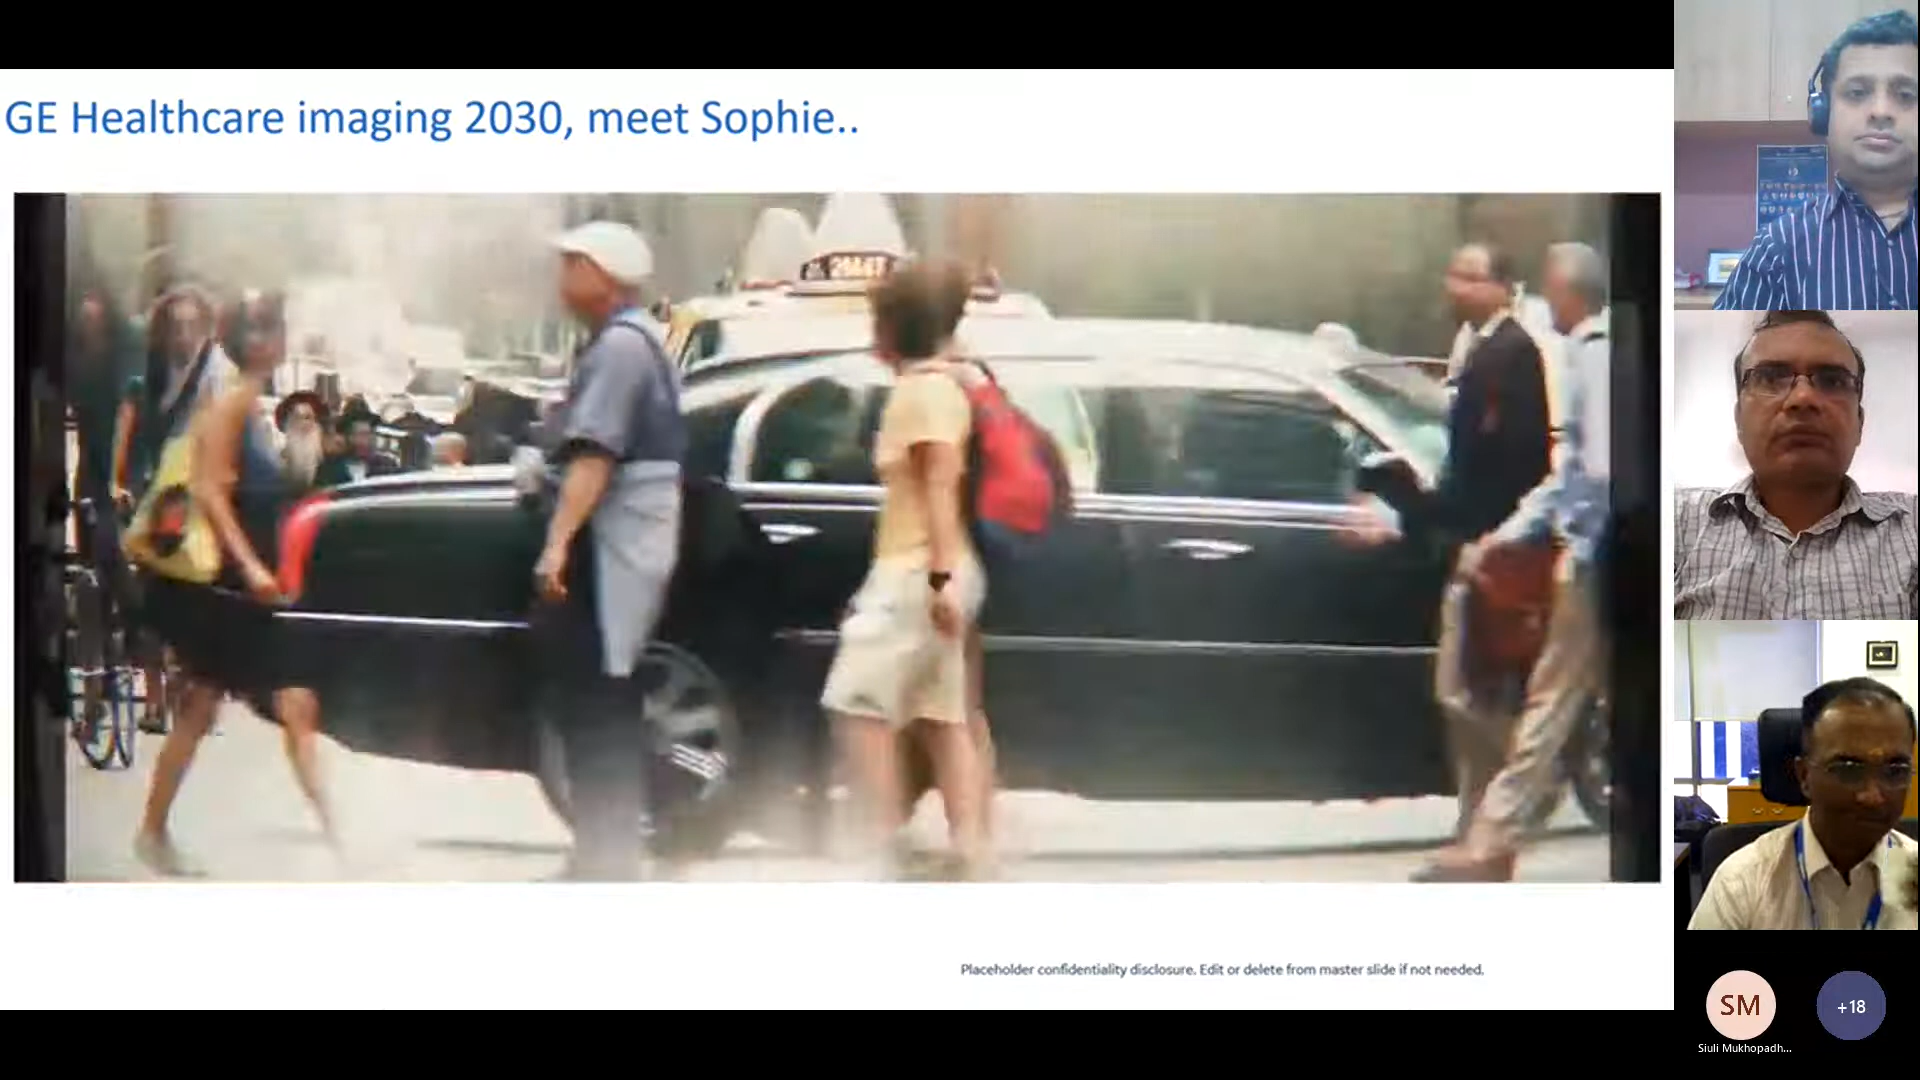 GE Healthcare imaging 2030, meet Sophie..
Placeholder confidentiality disclosure. Edit or delete from master slide if not needed.
SM
+18
Siuli Mukhopadh...